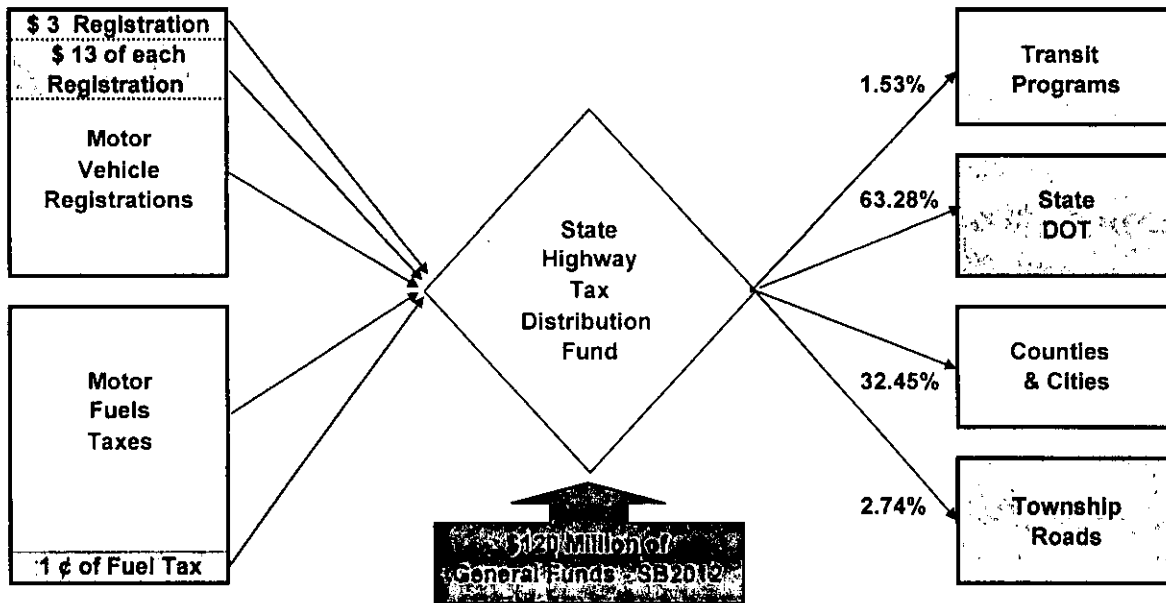 $ 3 Registration
$ 13 of each
Registration
Motor
Vehicle
Registrations
Motor
Fuels
Taxes
1 ¢ of Fuel Tax
State
Highway
Tax
Distribution
Fund
$120 Million of
General Funds - SB2012
1.53%
63.28%
32.45%
2.74%
Transit
Programs
State
DOT
Counties
& Cities
Township
Roads